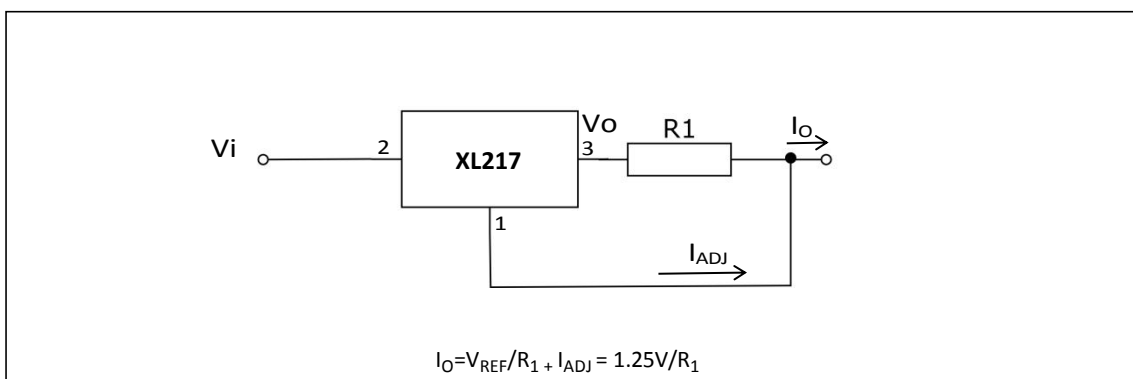 Vi
2
XL217
Vo
3
R1
IO
1
IADJ
IO=VREF/R1 + IADJ = 1.25V/R1